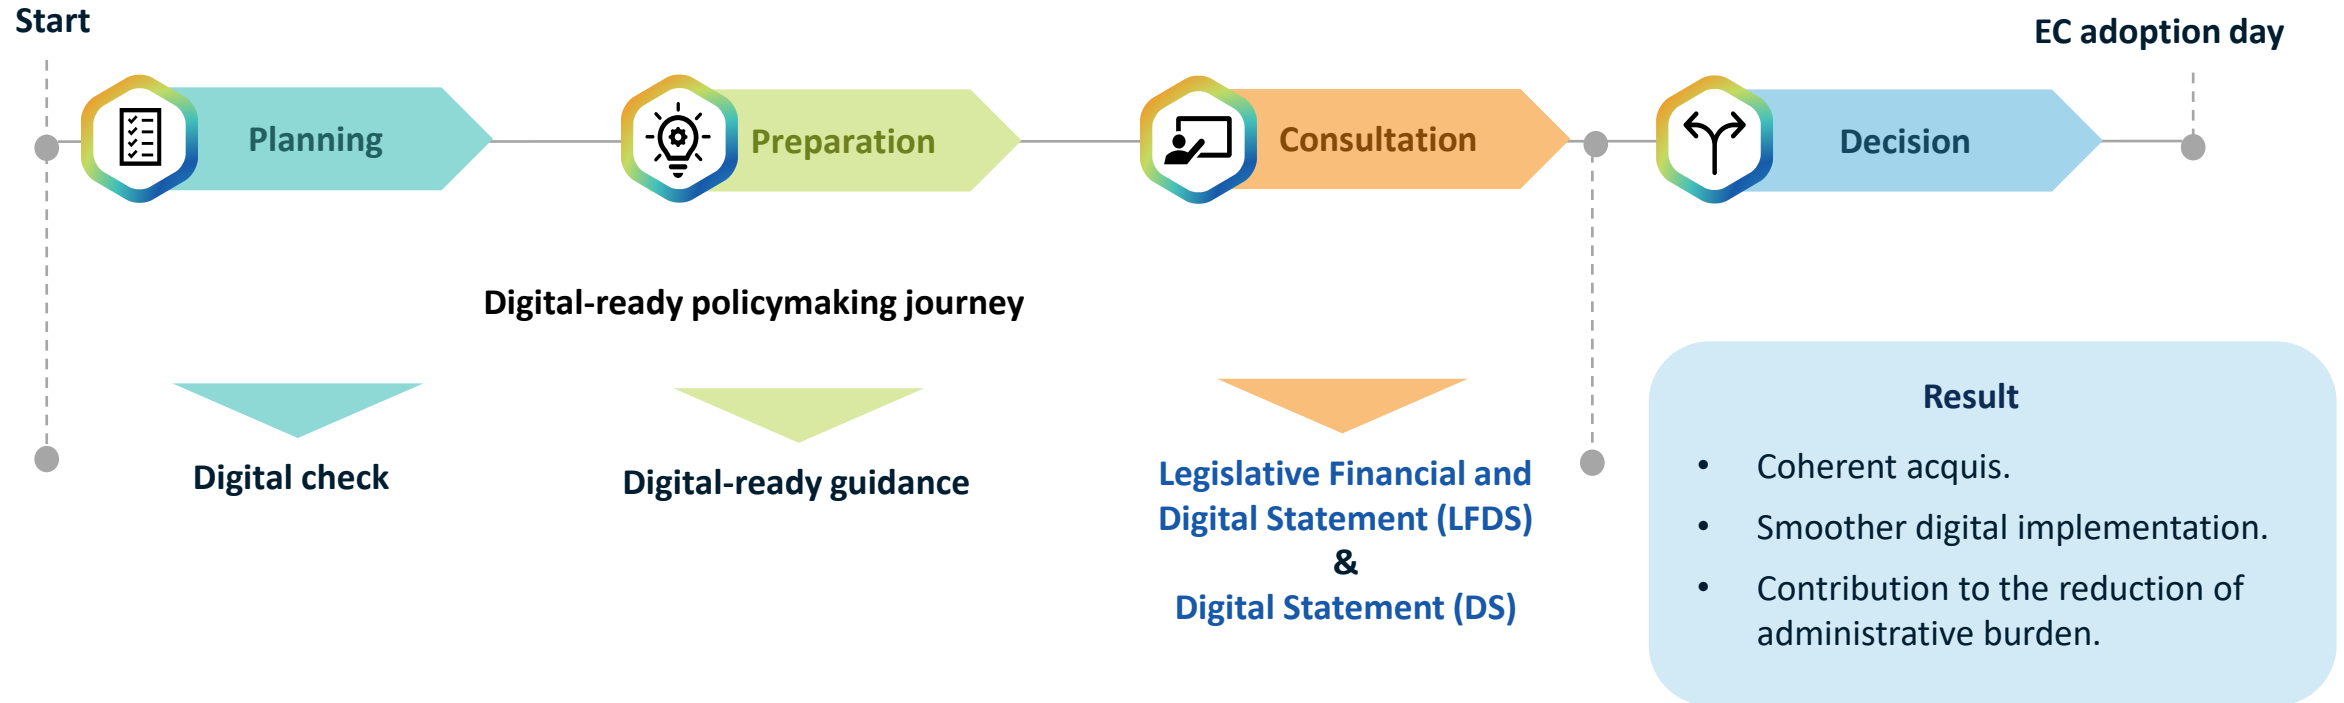 Start
EC adoption day
Planning
Preparation
Consultation
Decision
Digital-ready policymaking journey
Digital check
Digital-ready guidance
Legislative Financial and
Digital Statement (LFDS)
&
Digital Statement (DS)
Result
• Coherent acquis.
• Smoother digital implementation.
• Contribution to the reduction of
administrative burden.